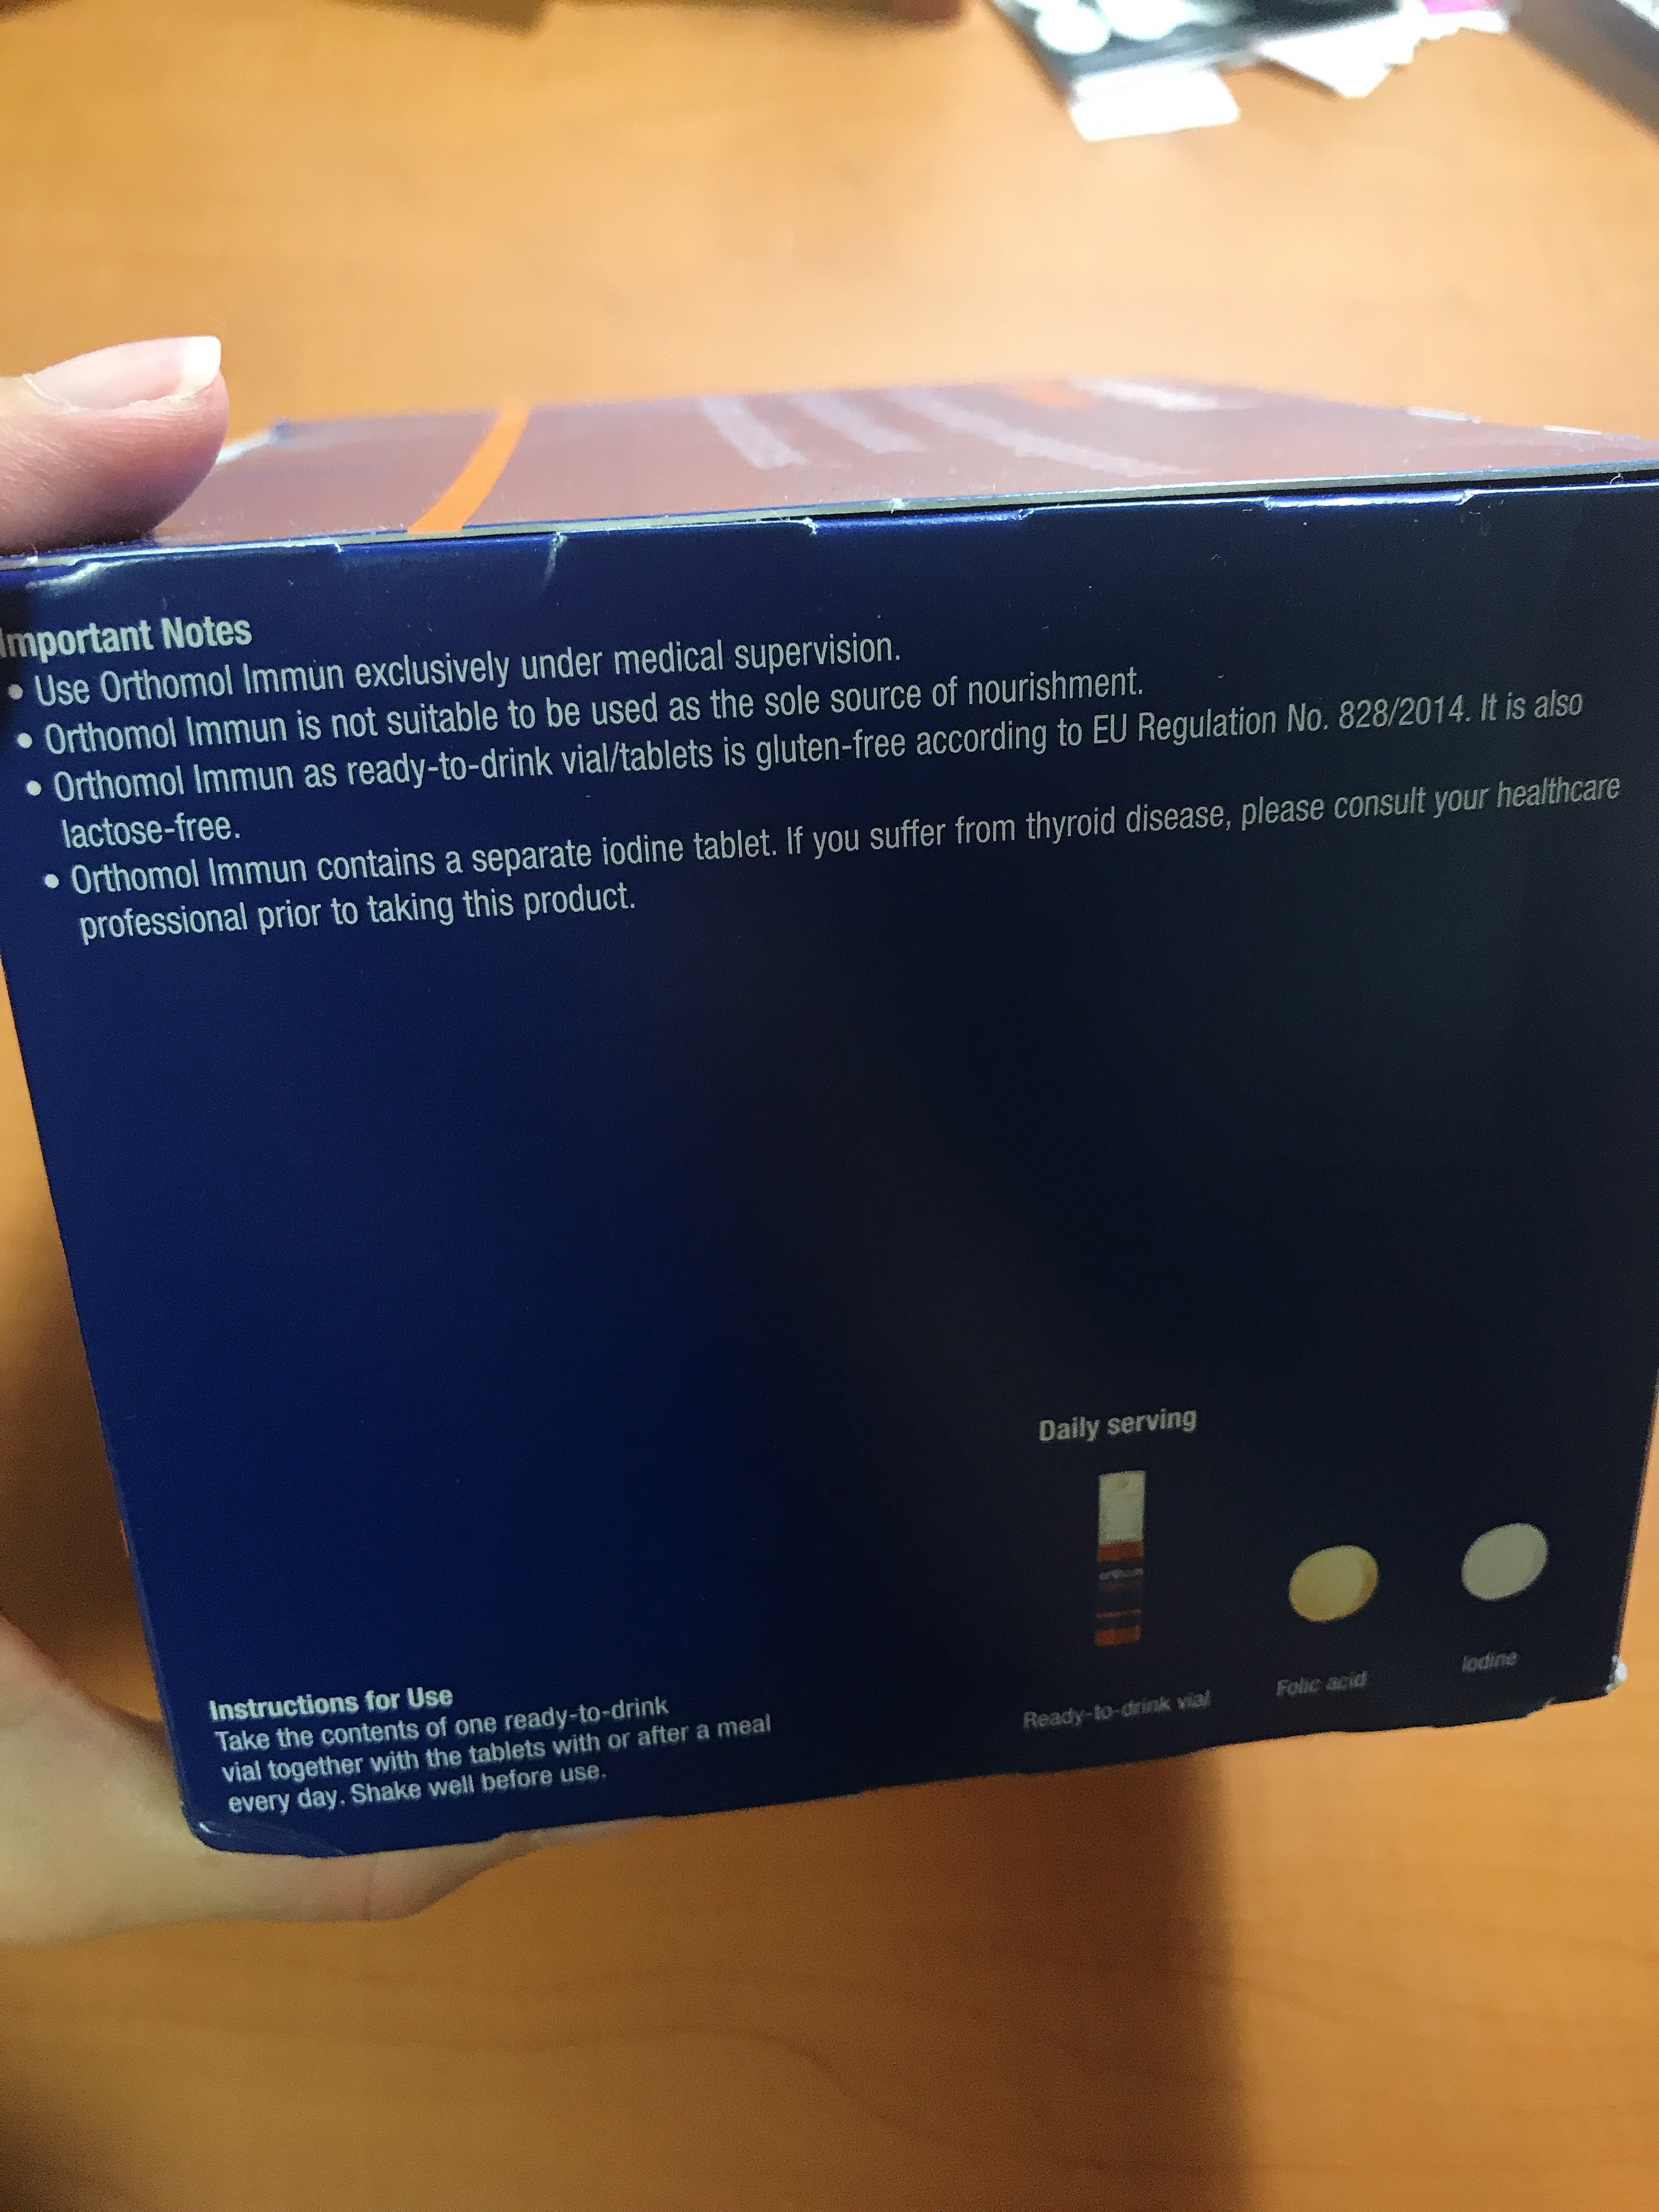 Important Notes
• Use Orthomol Immun exclusively under medical supervision.
• Orthomol Immun is not suitable to be used as the sole source of nourishment.
• Orthomol Immun as ready-to-drink vial/tablets is gluten-free according to EU Regulation No. 828/2014. It is also
lactose-free.
• Orthomol Immun contains a separate iodine tablet. If you suffer from thyroid disease, please consult your healthcare
professional prior to taking this product.
Daily serving
orthom
Ready-to-drink vial
Folic acid
Iodine
Instructions for Use
Take the contents of one ready-to-drink
vial together with the tablets with or after a meal
every day. Shake well before use.